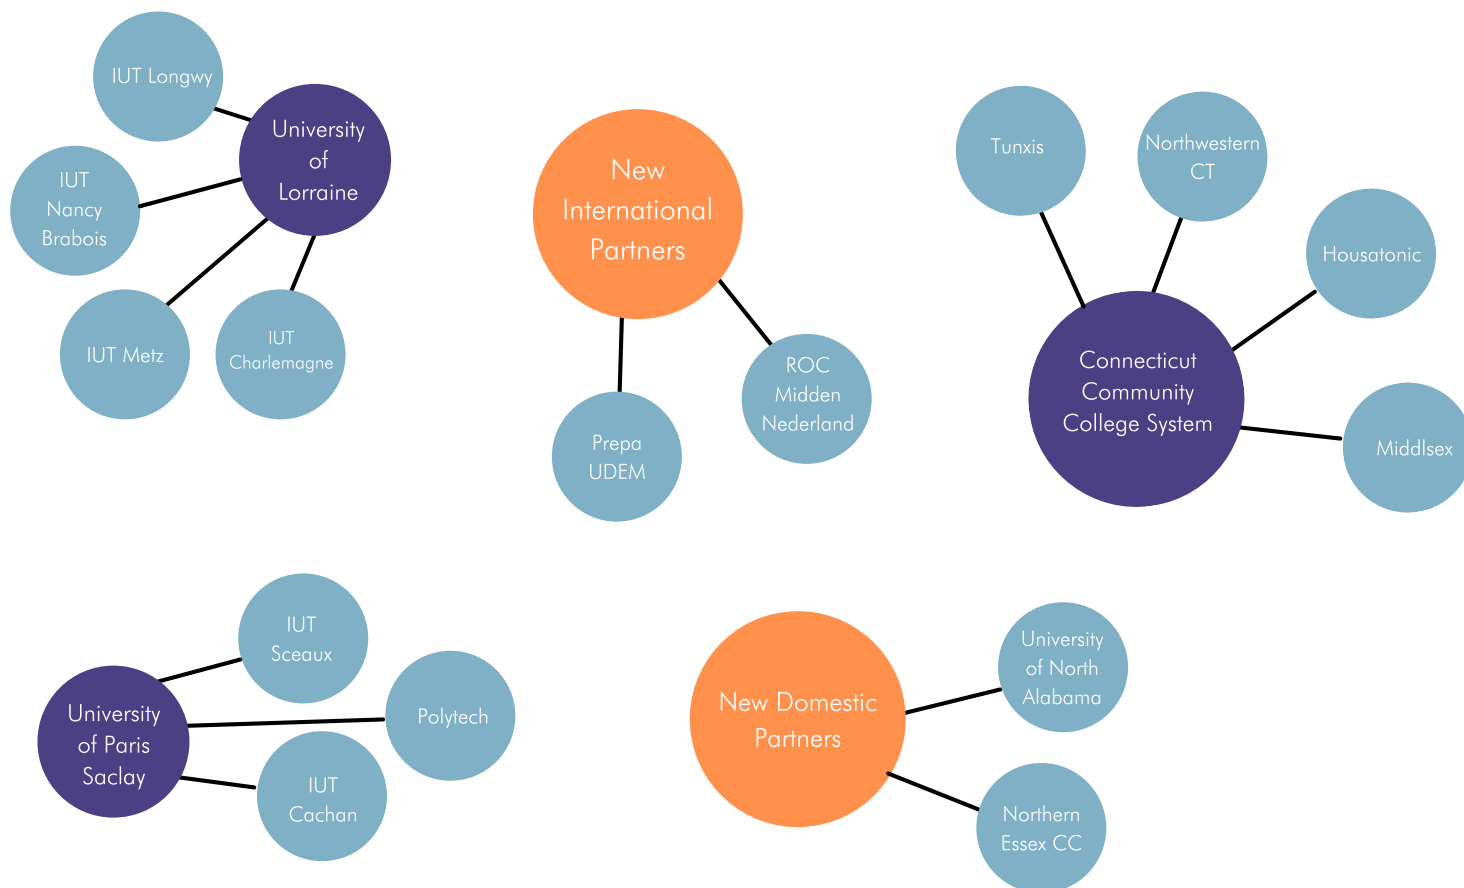 IUT Longwy
University
of
Lorraine
IUT
Nancy
Brabois
IUT Metz
IUT
Charlemagne
New
International
Partners
Prepa
UDEM
ROC
Midden
Nederland
Tunxis
Northwestern
CT
Housatonic
Connecticut
Community
College System
Middlsex
University
of Paris
Saclay
IUT
Sceaux
Polytech
IUT
Cachan
New Domestic
Partners
University
of North
Alabama
Northern
Essex CC